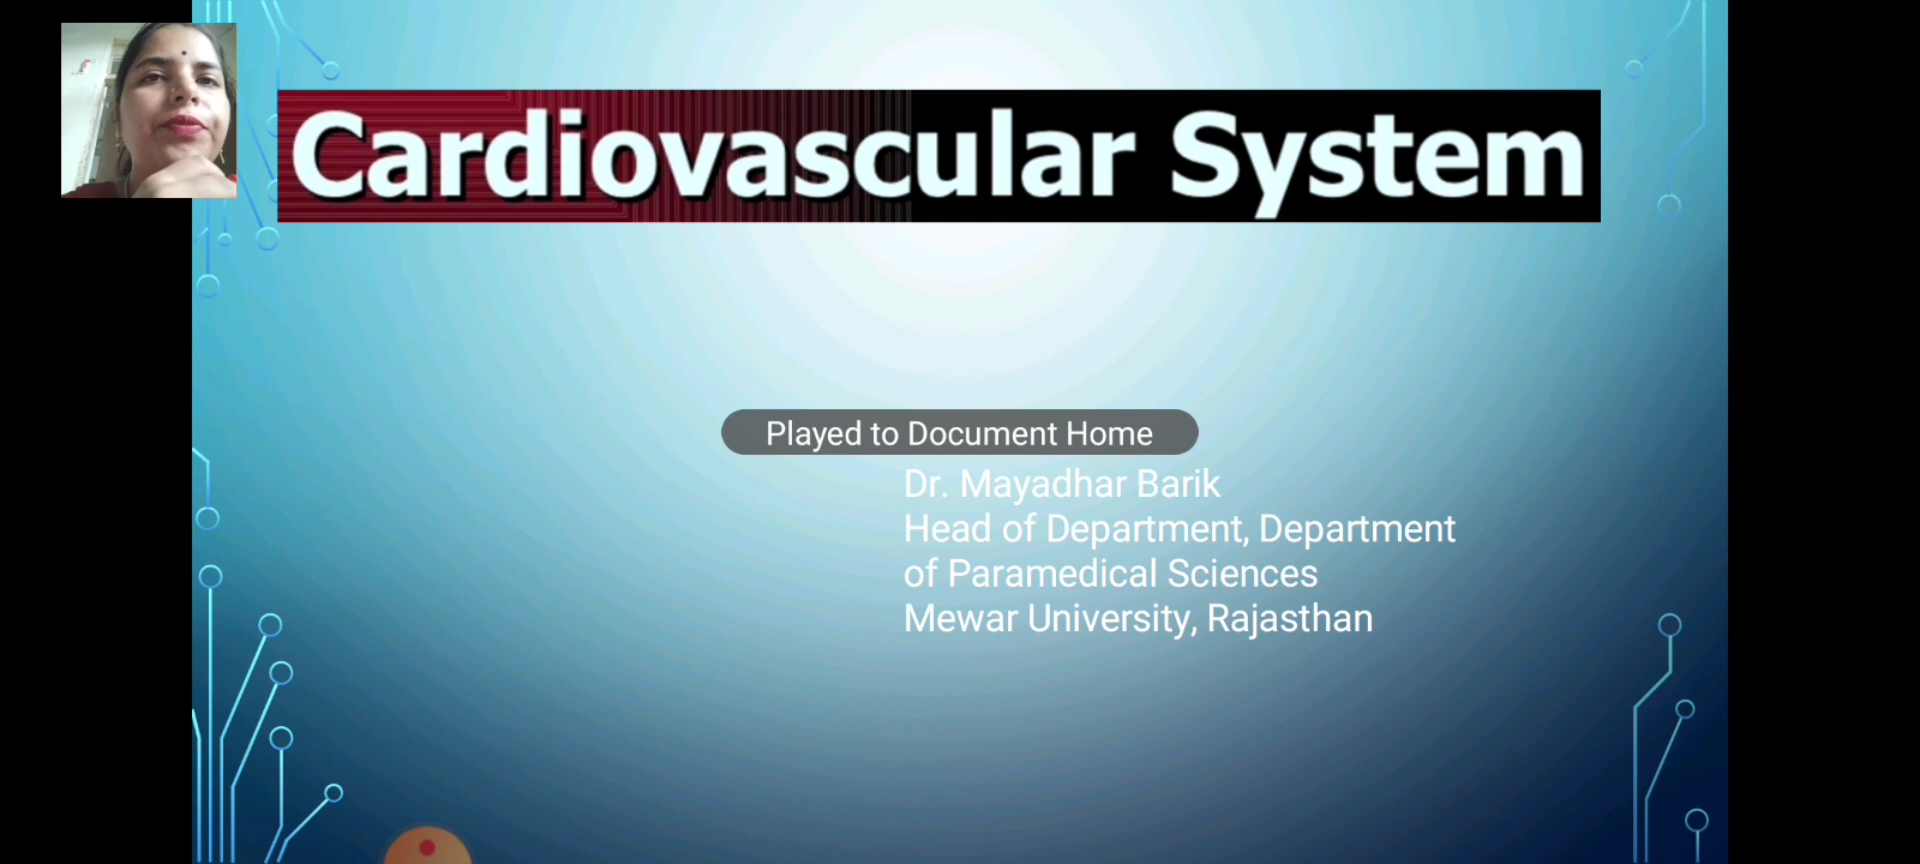 Cardiovascular System
Played to Document Home
Dr. Mayadhar Barik
Head of Department, Department
of Paramedical Sciences
Mewar University, Rajasthan